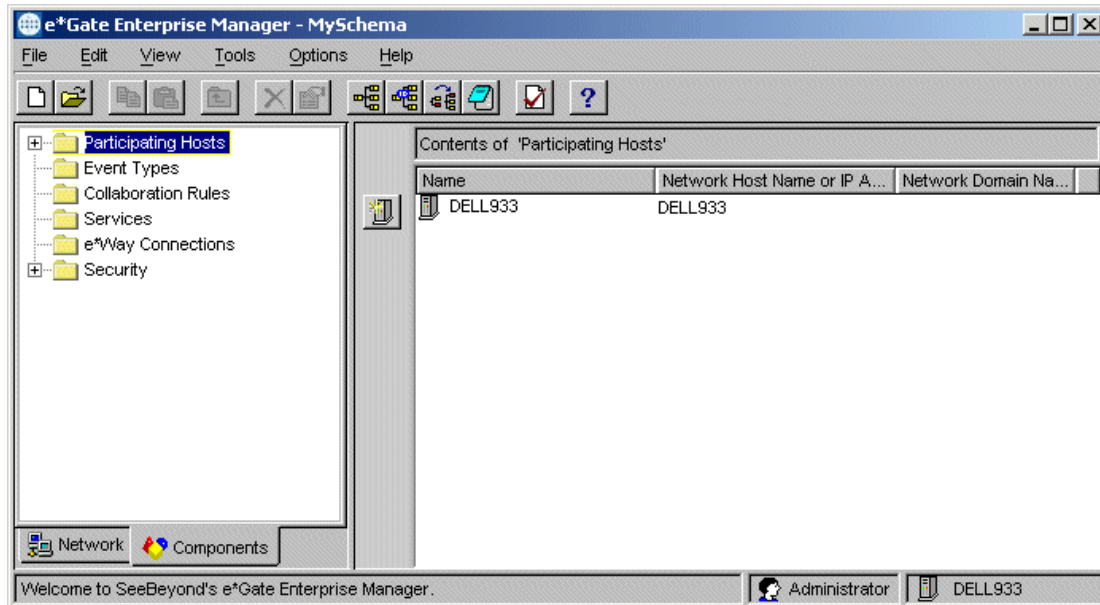 e*Gate Enterprise Manager - MySchema
File Edit View Tools Options Help
Participating Hosts
Event Types
Collaboration Rules
Services
e*Way Connections
Security
Contents of 'Participating Hosts'
Name Network Host Name or IP A... Network Domain Na...
DELL933 DELL933
Network Components
Welcome to SeeBeyond's e*Gate Enterprise Manager. Administrator DELL933